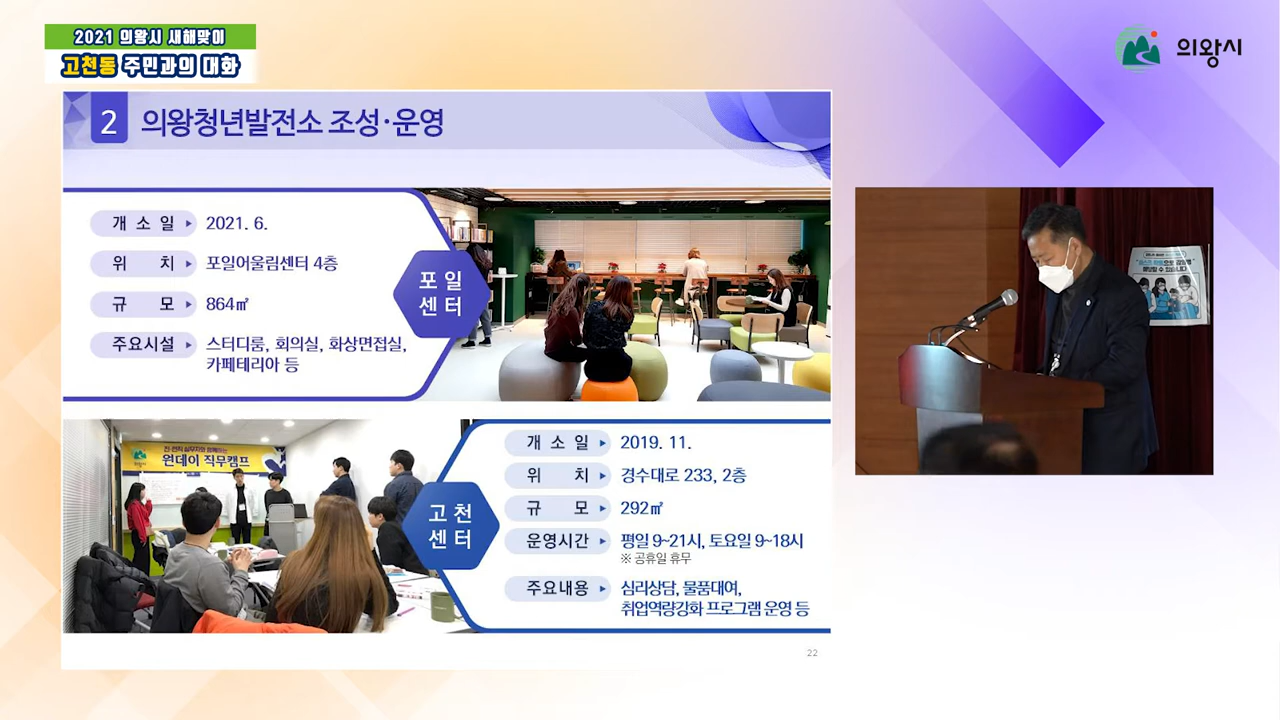 2021 의왕시 새해맞이
고천동 주민과의 대화
의왕시
2 의왕청년발전소 조성·운영
개 소 일 2021. 6.
위 치 포일어울림센터 4층
규 모 864㎡
주요시설 스터디룸, 회의실, 화상면접실,
카페테리아 등
포일
센터
원데이 직무캠프
고천
센터
개 소 일 2019. 11.
위 치 경수대로 233, 2층
규 모 292㎡
운영시간 평일 9~21시, 토요일 9~18시
※ 공휴일 휴무
주요내용 심리상담, 물품대여,
취업역량강화 프로그램 운영 등
22